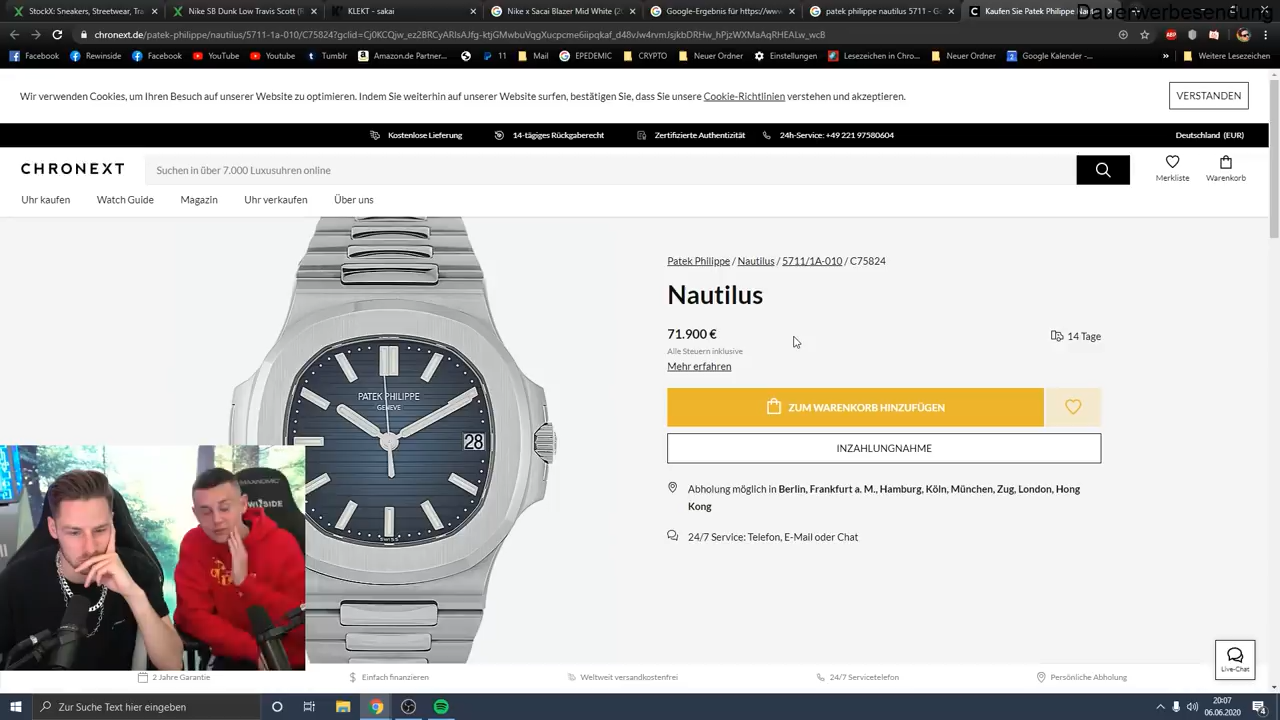 StockX: Sneakers, Streetwear, Tra
Nike SB Dunk Low Travis Scott (R
KLEKT - sakai
Nike x Sacai Blazer Mid White (2
Google-Ergebnis für https://www
patek philippe 5711 - Go
Kaufen Sie Patek
Dauerwerbesendung
chronext.de/patek-philippe/nautilus/5711-1a-010/C75824?gclid=
Facebook
Rewinside
Facebook
YouTube
Youtube
Tumblr
Amazon.de Partner...
11
Mail
EPEDEMIC
CRYPTO
Neuer Ordner
Einstellungen
Lesezeichen in Chro...
Neuer Ordner
Google Kalender -...
Weitere Lesezeichen
Wir verwenden Cookies, um Ihren Besuch auf unserer Website zu optimieren. Indem Sie weiterhin auf unserer Website surfen, bestätigen Sie, dass Sie unsere Cookie-Richtlinien verstehen und akzeptieren.
VERSTANDEN
Kostenlose Lieferung
14-tägiges Rückgaberecht
Zertifizierte Authentizität
24h-Service: +49 221 97580604
Deutschland (EUR)
CHRONEXT
Suchen in über 7.000 Luxusuhren online
Merkliste
Warenkorb
Uhr kaufen
Watch Guide
Magazin
Uhr verkaufen
Über uns
Patek Philippe / Nautilus / 5711/1A-010 / C75824
Nautilus
71.900 €
14 Tage
Alle Steuern inklusive
Mehr erfahren
PATEK PHILIPPE
GENEVE
28
SWISS
ZUM WARENKORB HINZUFÜGEN
INZAHLUNGNAHME
Abholung möglich in Berlin, Frankfurt a. M., Hamburg, Köln, München, Zug, London, Hong
Kong
24/7 Service: Telefon, E-Mail oder Chat
Live-Chat
2 Jahre Garantie
Einfach finanzieren
Weltweit versandkostenfrei
24/7 Servicetelefon
Persönliche Abholung
Zur Suche Text hier eingeben
20:07
06.06.2020
4